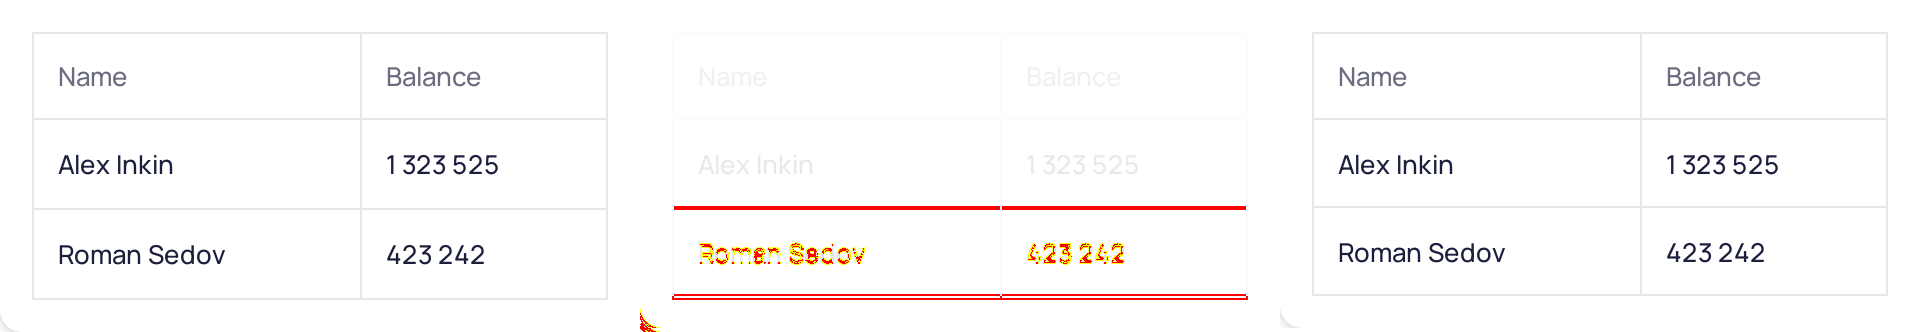 Name Balance Name Balance Name Balance
Alex Inkin 1 323 525 Alex Inkin 1 323 525 Alex Inkin 1 323 525
Roman Sedov 423 242 Roman Sedov 423 242 Roman Sedov 423 242